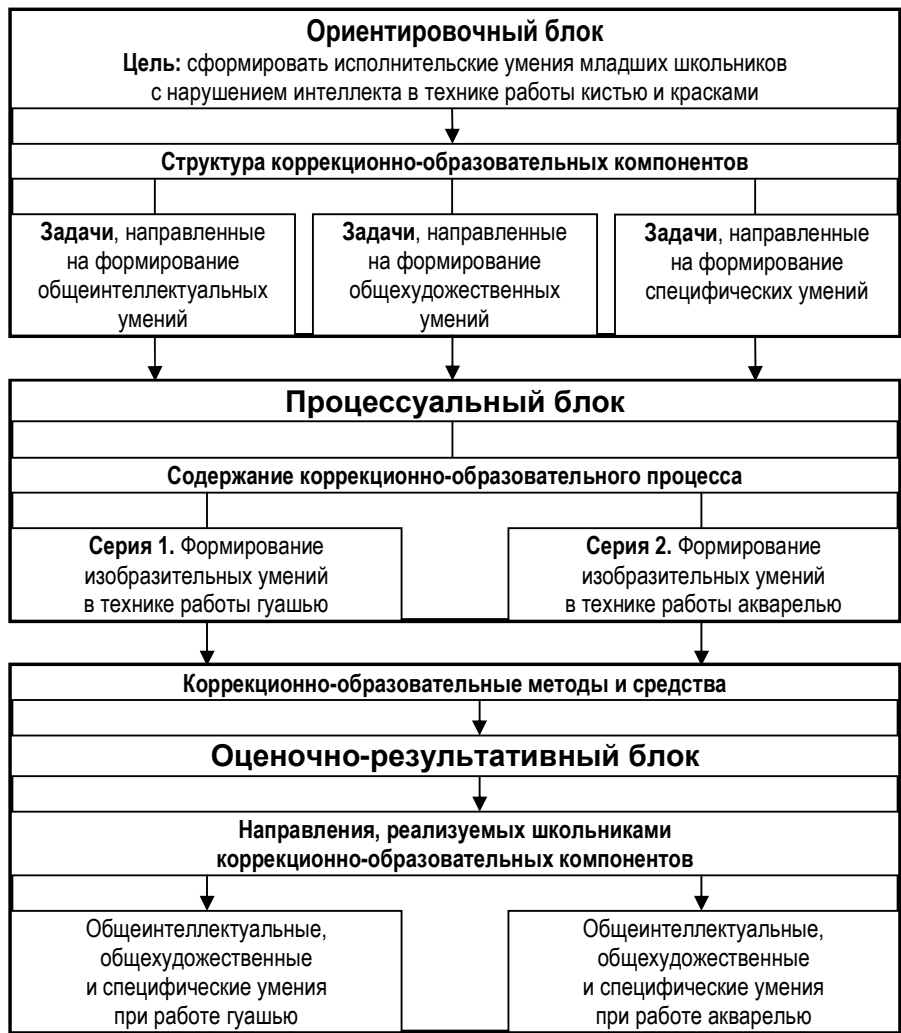 Ориентировочный блок
Цель: сформировать исполнительские умения младших школьников
с нарушением интеллекта в технике работы кистью и красками
Структура коррекционно-образовательных компонентов
Задачи, направленные
на формирование
общеинтеллектуальных
умений
Задачи, направленные
на формирование
общехудожественных
умений
Задачи, направленные
на формирование
специфических умений
Процессуальный блок
Содержание коррекционно-образовательного процесса
Серия 1. Формирование
изобразительных умений
в технике работы гуашью
Серия 2. Формирование
изобразительных умений
в технике работы акварелью
Коррекционно-образовательные методы и средства
Оценочно-результативный блок
Направления, реализуемых школьниками
коррекционно-образовательных компонентов
Общеинтеллектуальные,
общехудожественные
и специфические умения
при работе гуашью
Общеинтеллектуальные,
общехудожественные
и специфические умения
при работе акварелью